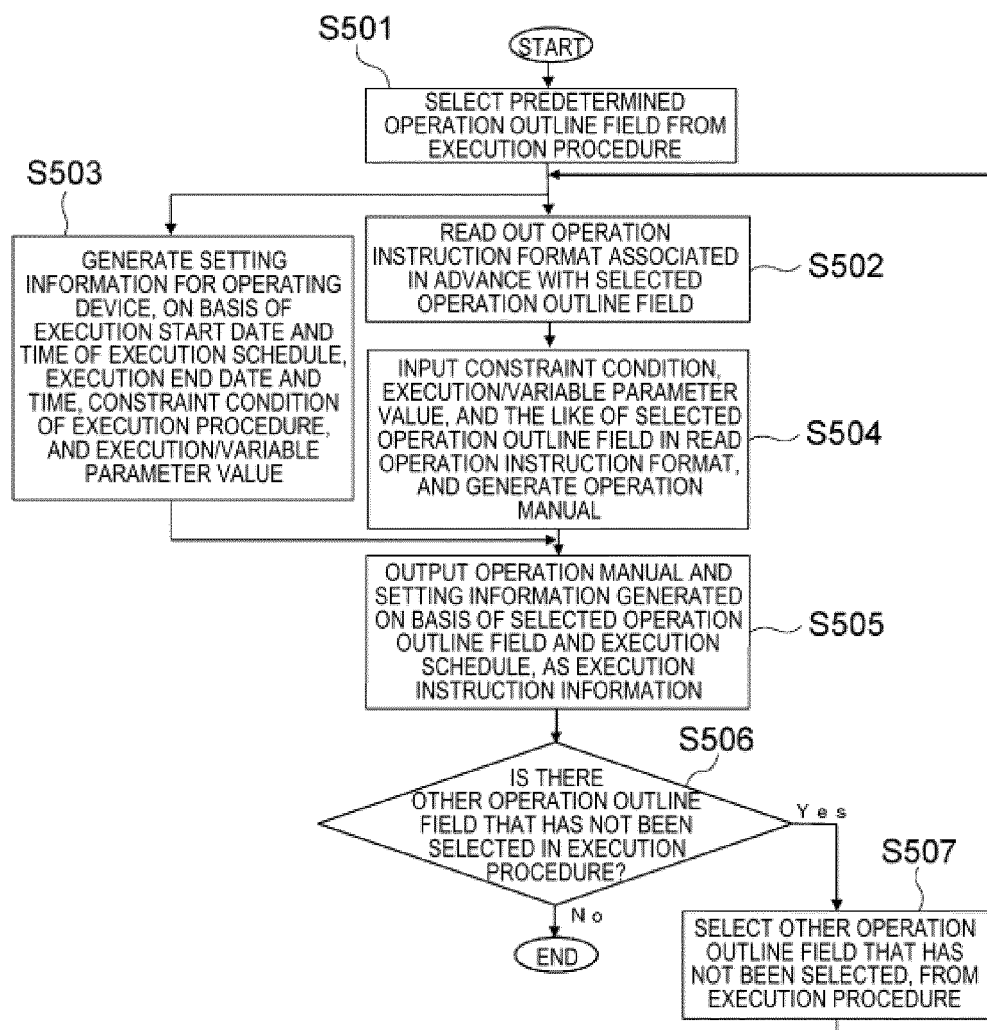 S501
START
SELECT PREDETERMINED
OPERATION OUTLINE FIELD FROM
EXECUTION PROCEDURE
S503
GENERATE SETTING
INFORMATION FOR OPERATING
DEVICE, ON BASIS OF
EXECUTION START DATE AND
TIME OF EXECUTION SCHEDULE,
EXECUTION END DATE AND
TIME, CONSTRAINT CONDITION
OF EXECUTION PROCEDURE,
AND EXECUTION/VARIABLE
PARAMETER VALUE
READ OUT OPERATION
INSTRUCTION FORMAT ASSOCIATED
IN ADVANCE WITH SELECTED
OPERATION OUTLINE FIELD
S502
INPUT CONSTRAINT CONDITION,
EXECUTION/VARIABLE PARAMETER
VALUE, AND THE LIKE OF SELECTED
OPERATION OUTLINE FIELD IN READ
OPERATION INSTRUCTION FORMAT,
AND GENERATE OPERATION
MANUAL
S504
OUTPUT OPERATION MANUAL AND
SETTING INFORMATION GENERATED
ON BASIS OF SELECTED OPERATION
OUTLINE FIELD AND EXECUTION
SCHEDULE, AS EXECUTION
INSTRUCTION INFORMATION
S505
S506
IS THERE
OTHER OPERATION OUTLINE
FIELD THAT HAS NOT BEEN
SELECTED IN EXECUTION
PROCEDURE?
Yes
No
END
S507
SELECT OTHER OPERATION
OUTLINE FIELD THAT HAS
NOT BEEN SELECTED, FROM
EXECUTION PROCEDURE